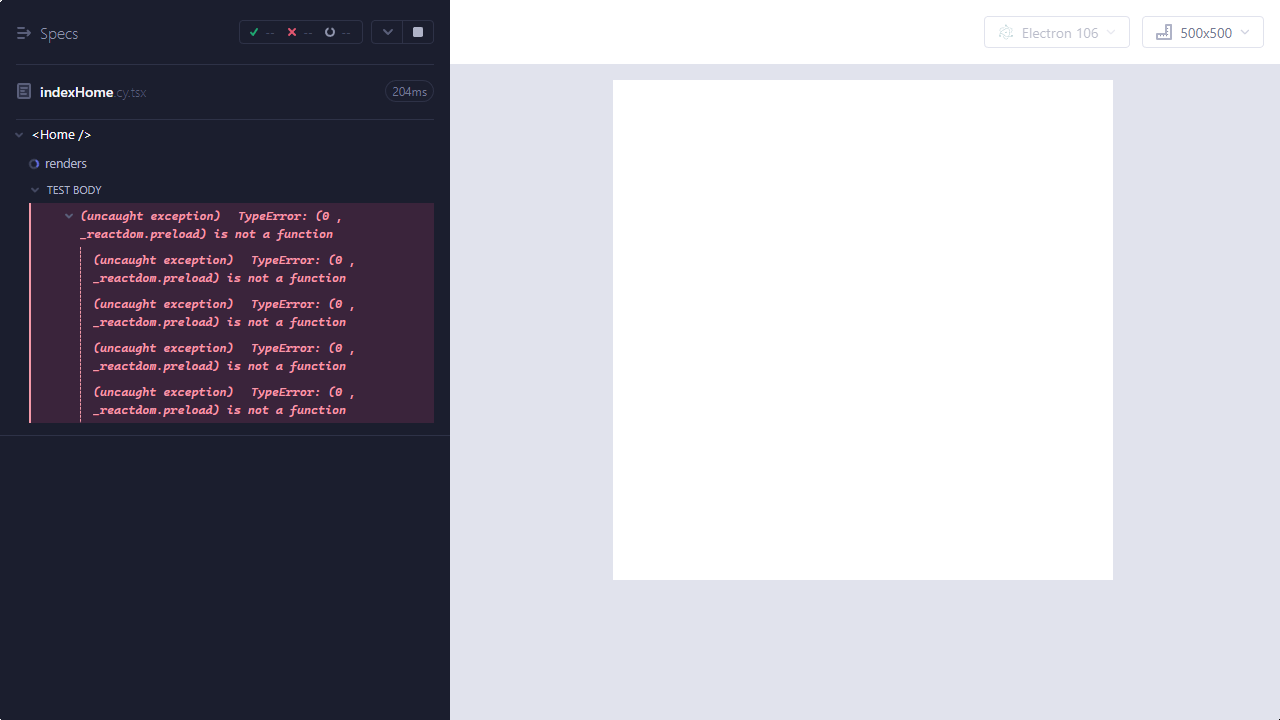 Specs -- -- --
Electron 106 500x500
indexHome.cy.tsx 204ms
<Home />
renders
TEST BODY
(uncaught exception) TypeError: (0 ,
_reactdom.preload) is not a function
(uncaught exception) TypeError: (0 ,
_reactdom.preload) is not a function
(uncaught exception) TypeError: (0 ,
_reactdom.preload) is not a function
(uncaught exception) TypeError: (0 ,
_reactdom.preload) is not a function
(uncaught exception) TypeError: (0 ,
_reactdom.preload) is not a function